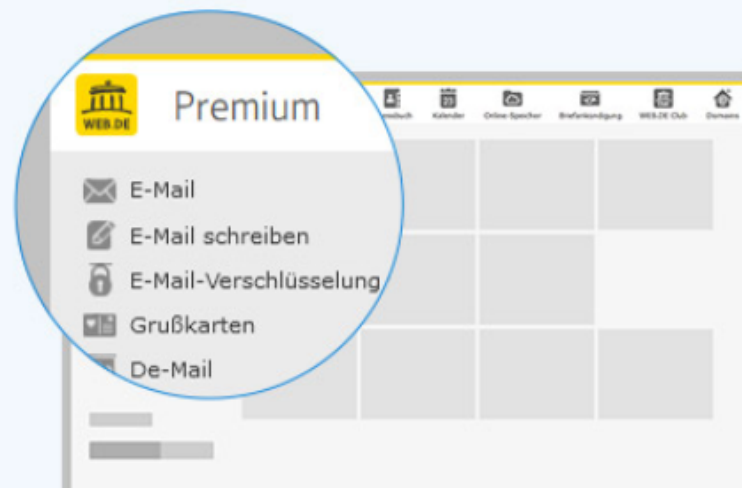 WEB.DE
Premium
Kalender
Online-Speicher
Briefankündigung
WEB.DE Club
Domains
E-Mail
E-Mail schreiben
E-Mail-Verschlüsselung
Grußkarten
De-Mail